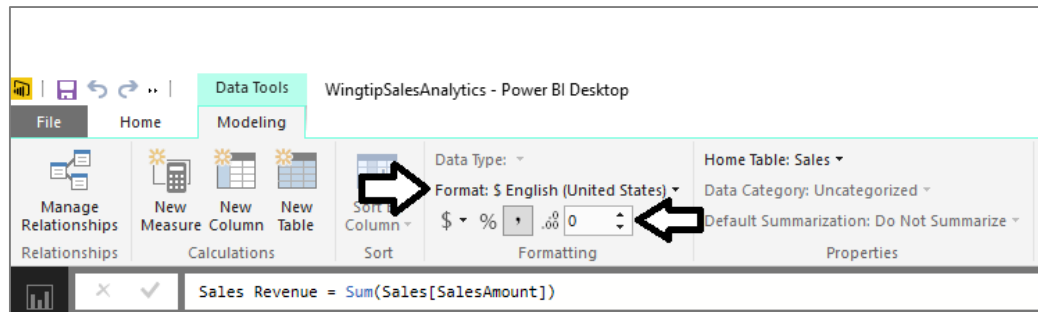 Data Tools WingtipSalesAnalytics - Power BI Desktop
File Home Modeling
Manage Relationships
New Measure
New Column
New Table
Sort
Column
Data Type:
Format: $ English (United States)
$ % , .00 0
Home Table: Sales
Data Category: Uncategorized
Default Summarization: Do Not Summarize
Relationships Calculations Sort Formatting Properties
Sales Revenue = Sum(Sales[SalesAmount])